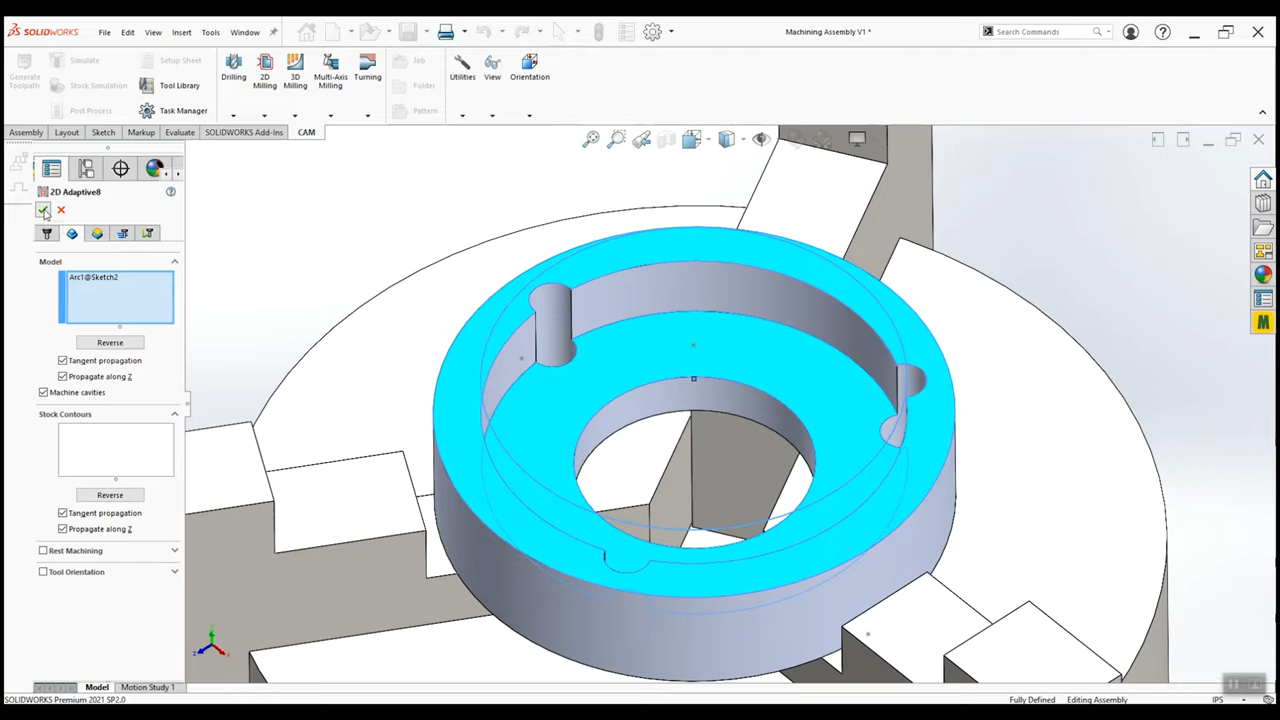 SOLIDWORKS
File Edit View Insert Tools Window
Machining Assembly V1 *
Search Commands
Generate Toolpath
Simulate
Stock Simulation
Post Process
Setup Sheet
Tool Library
Task Manager
Drilling
2D Milling
3D Milling
Multi-Axis Milling
Turning
Job
Folder
Pattern
Utilities
View
Orientation
Assembly Layout Sketch Markup Evaluate SOLIDWORKS Add-Ins CAM
2D Adaptive8
Model
Arc1@Sketch2
Reverse
Tangent propagation
Propagate along Z
Machine cavities
Stock Contours
Reverse
Tangent propagation
Propagate along Z
Rest Machining
Tool Orientation
Model Motion Study 1
SOLIDWORKS Premium 2021 SP2.0
Fully Defined Editing Assembly IPS